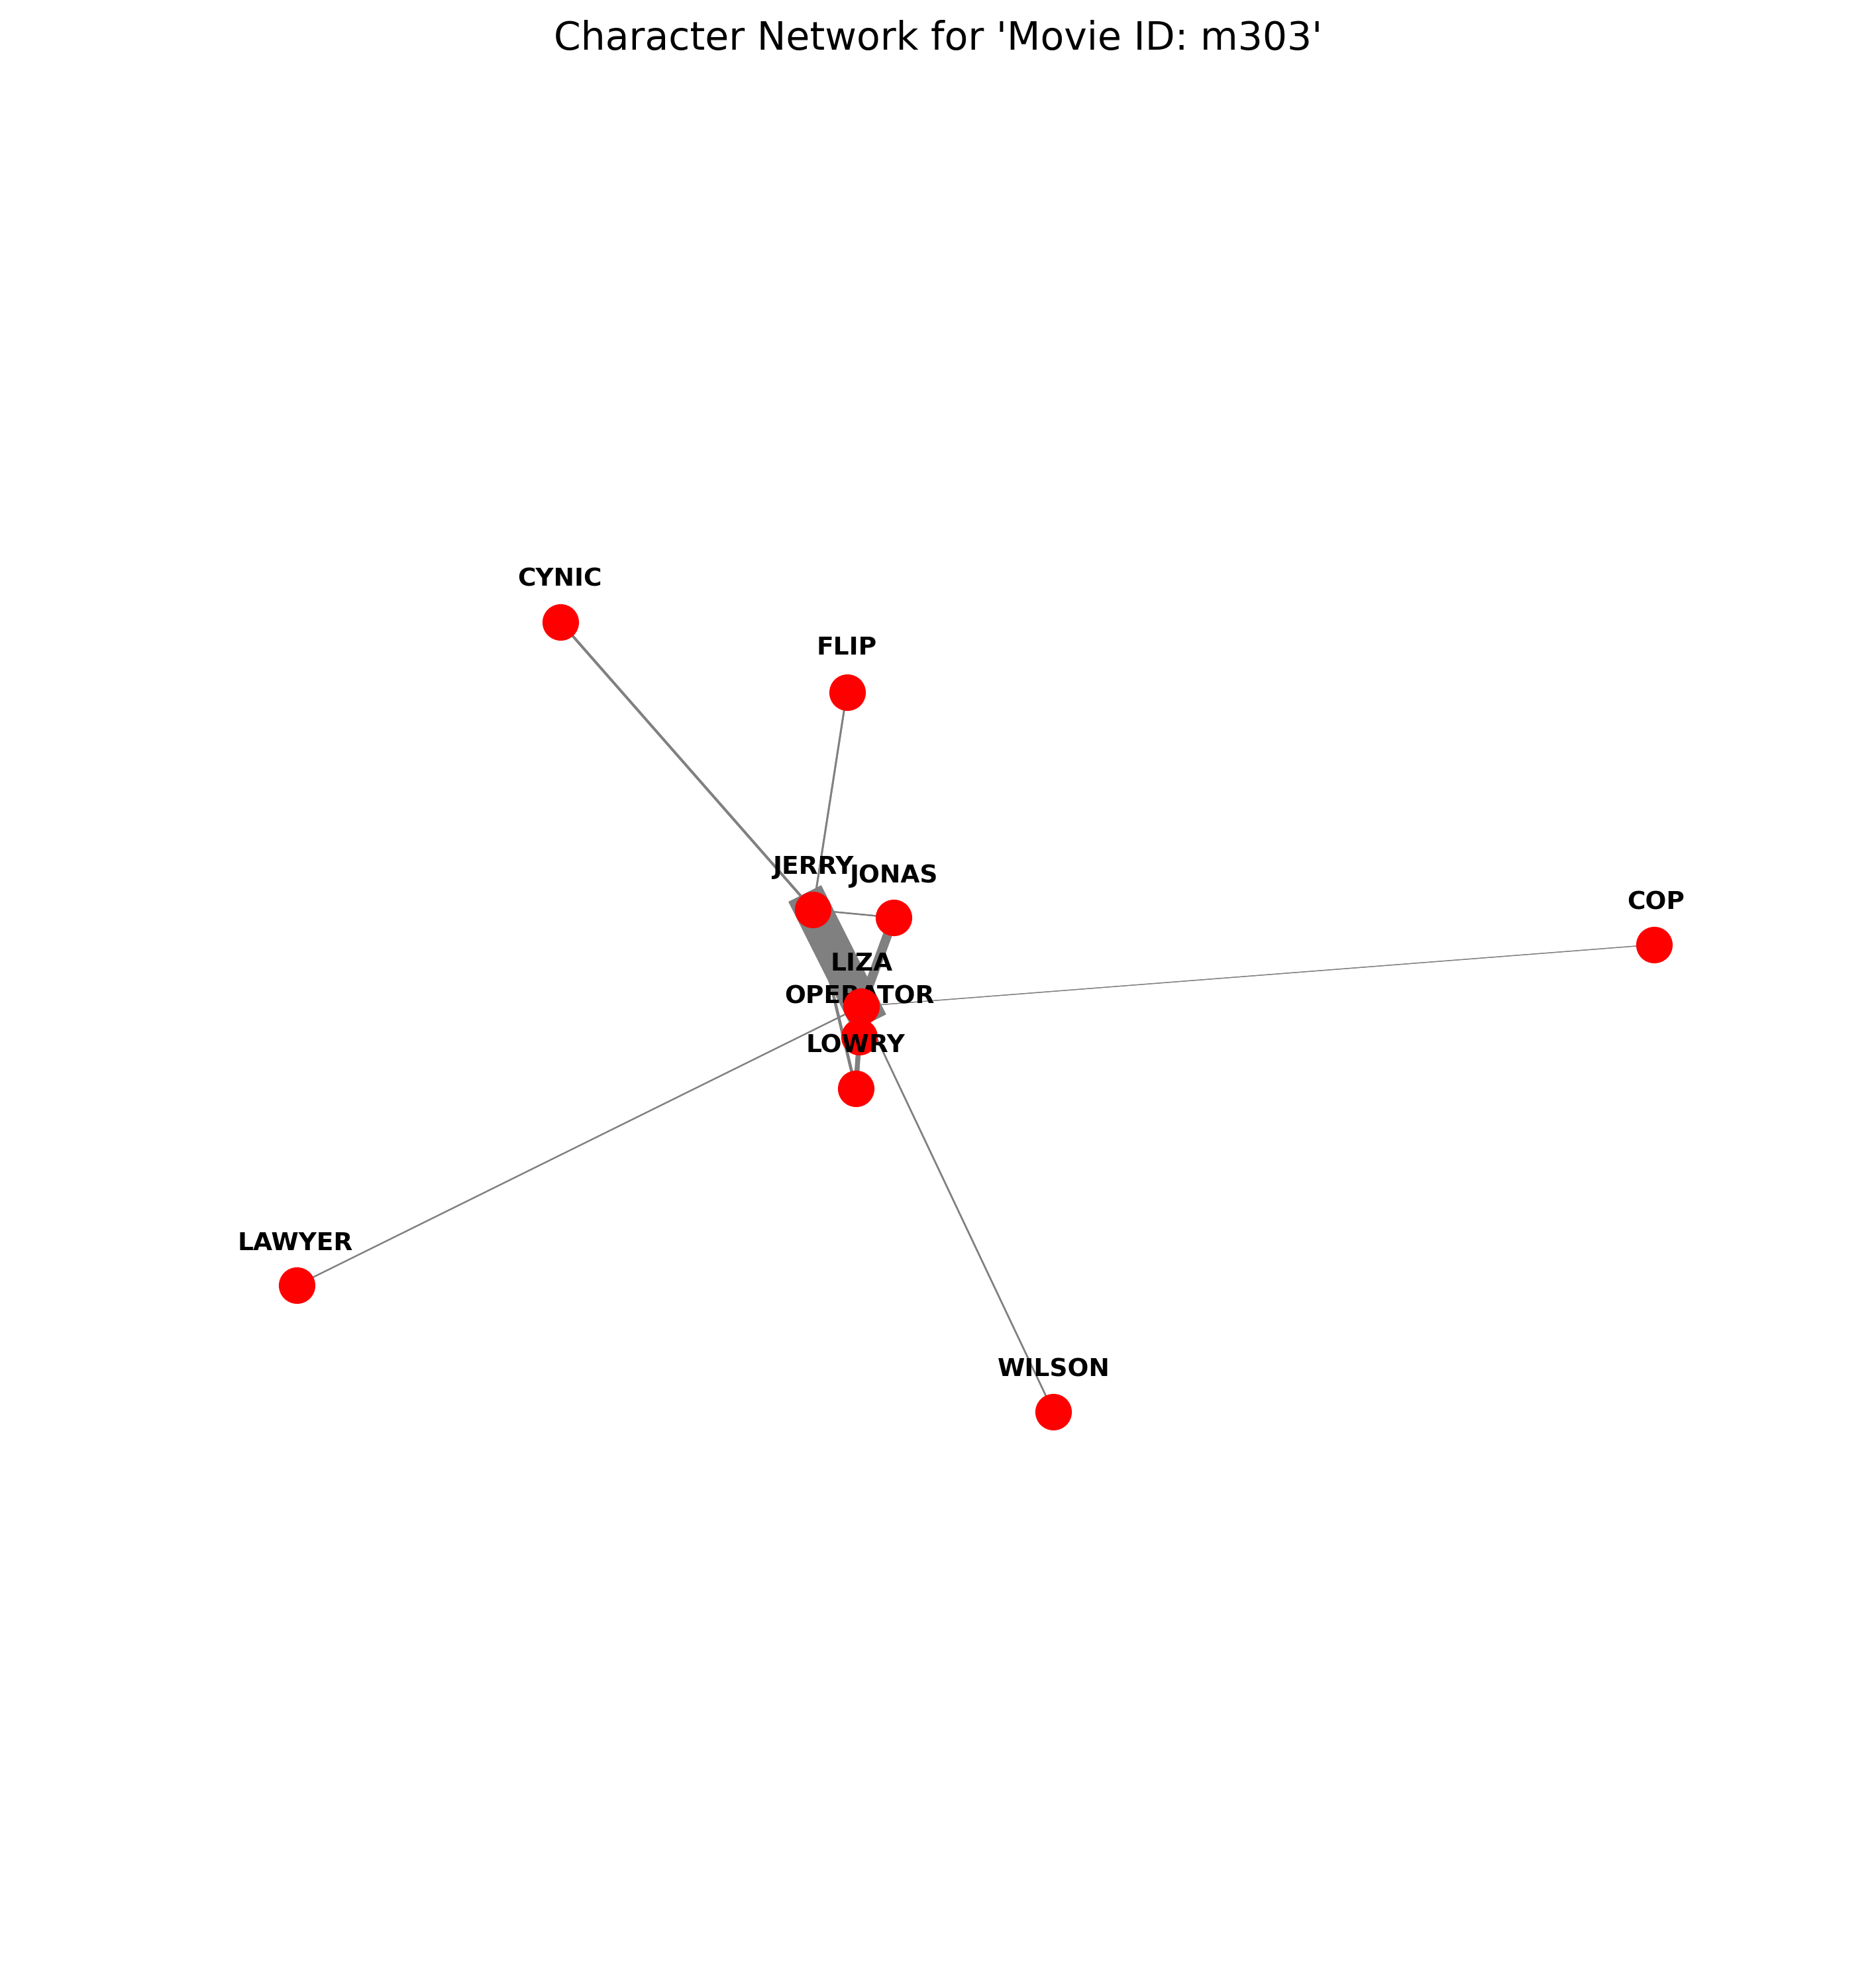 Character Network for 'Movie ID: m303'
CYNIC
FLIP
JERRY
JONAS
COP
LIZA
OPERATOR
LOWRY
LAWYER
WILSON